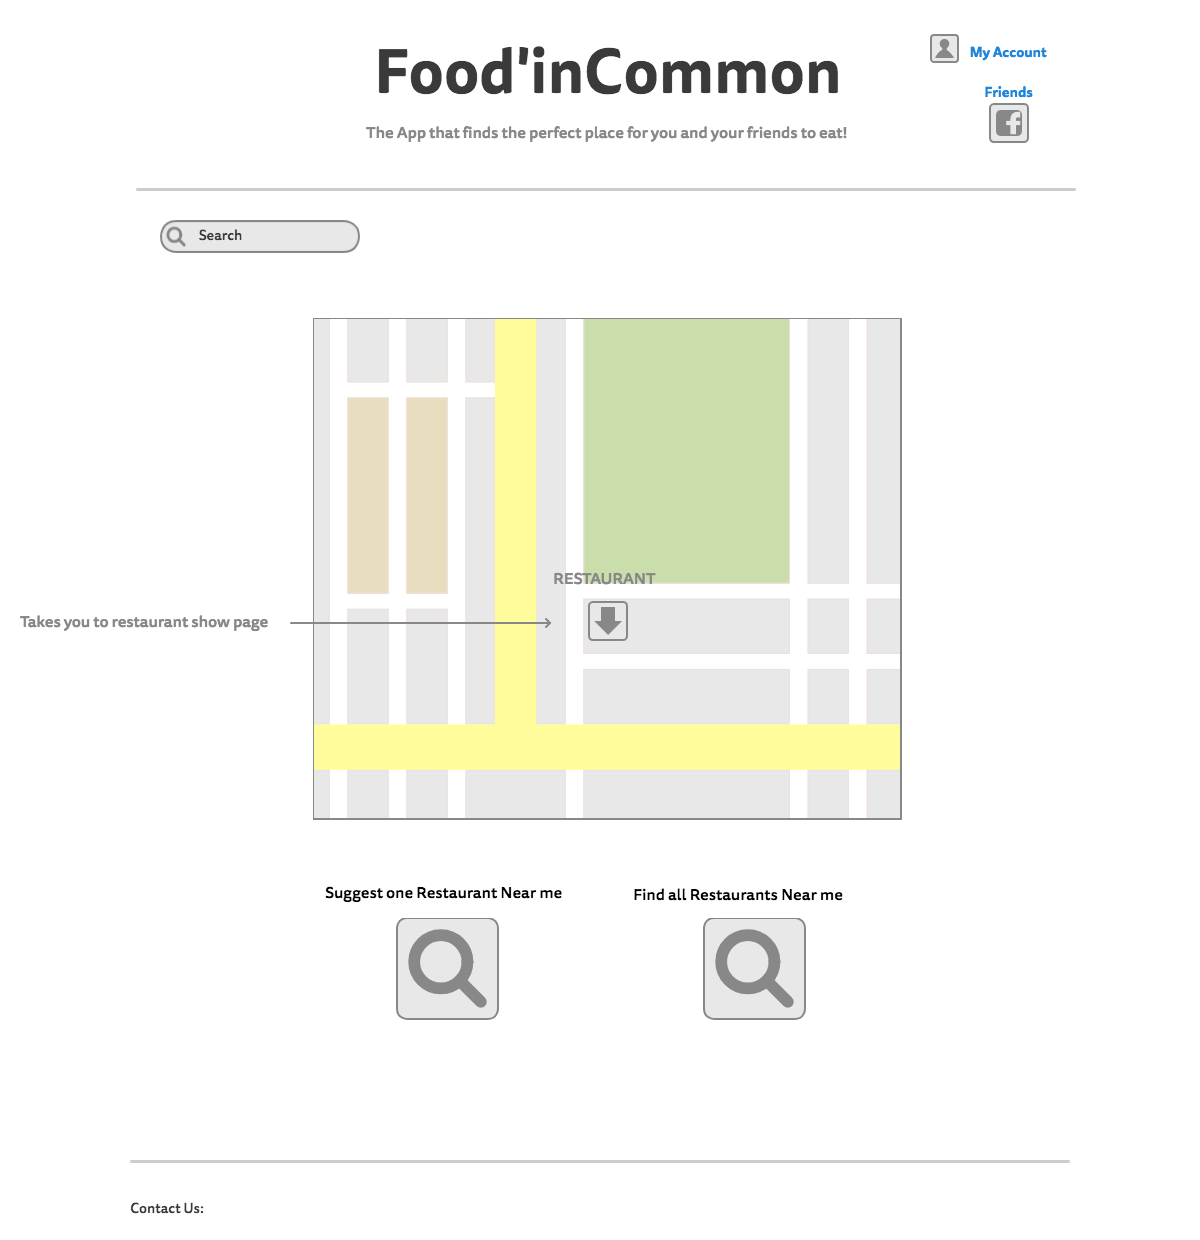 Food'inCommon
My Account
Friends
The App that finds the perfect place for you and your friends to eat!
Search
RESTAURANT
Takes you to restaurant show page
Suggest one Restaurant Near me
Find all Restaurants Near me
Contact Us: